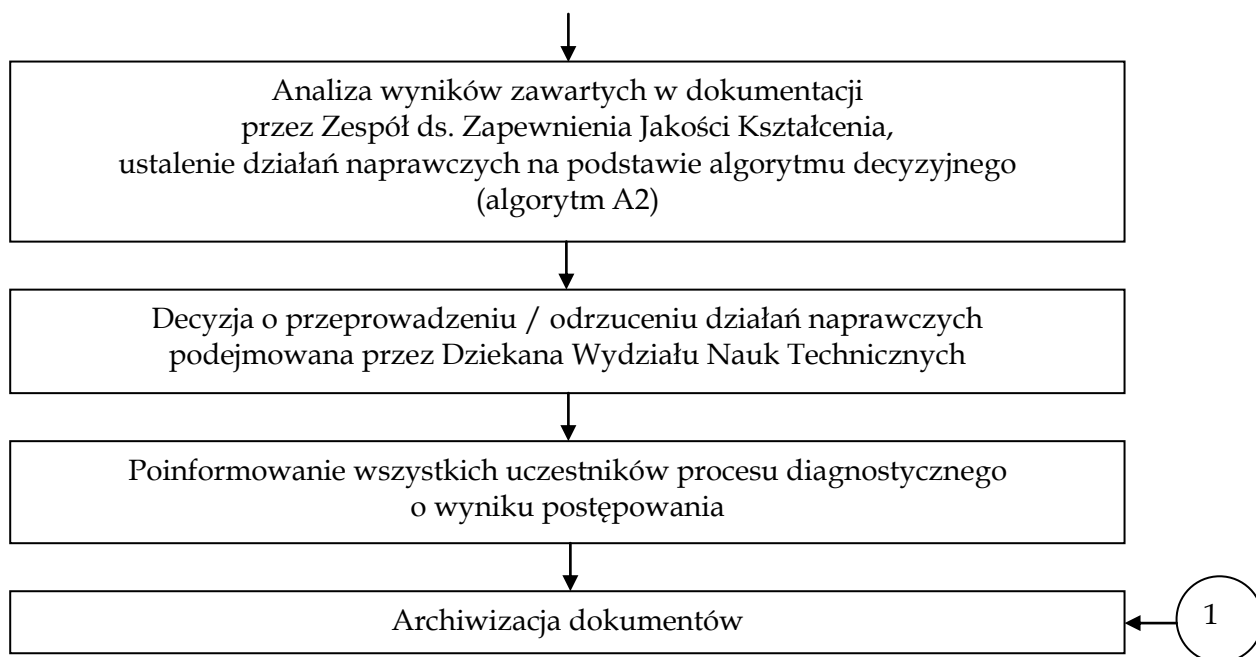 Analiza wyników zawartych w dokumentacji
przez Zespół ds. Zapewnienia Jakości Kształcenia,
ustalenie działań naprawczych na podstawie algorytmu decyzyjnego
(algorytm A2)
Decyzja o przeprowadzeniu / odrzuceniu działań naprawczych
podejmowana przez Dziekana Wydziału Nauk Technicznych
Poinformowanie wszystkich uczestników procesu diagnostycznego
o wyniku postępowania
Archiwizacja dokumentów
1